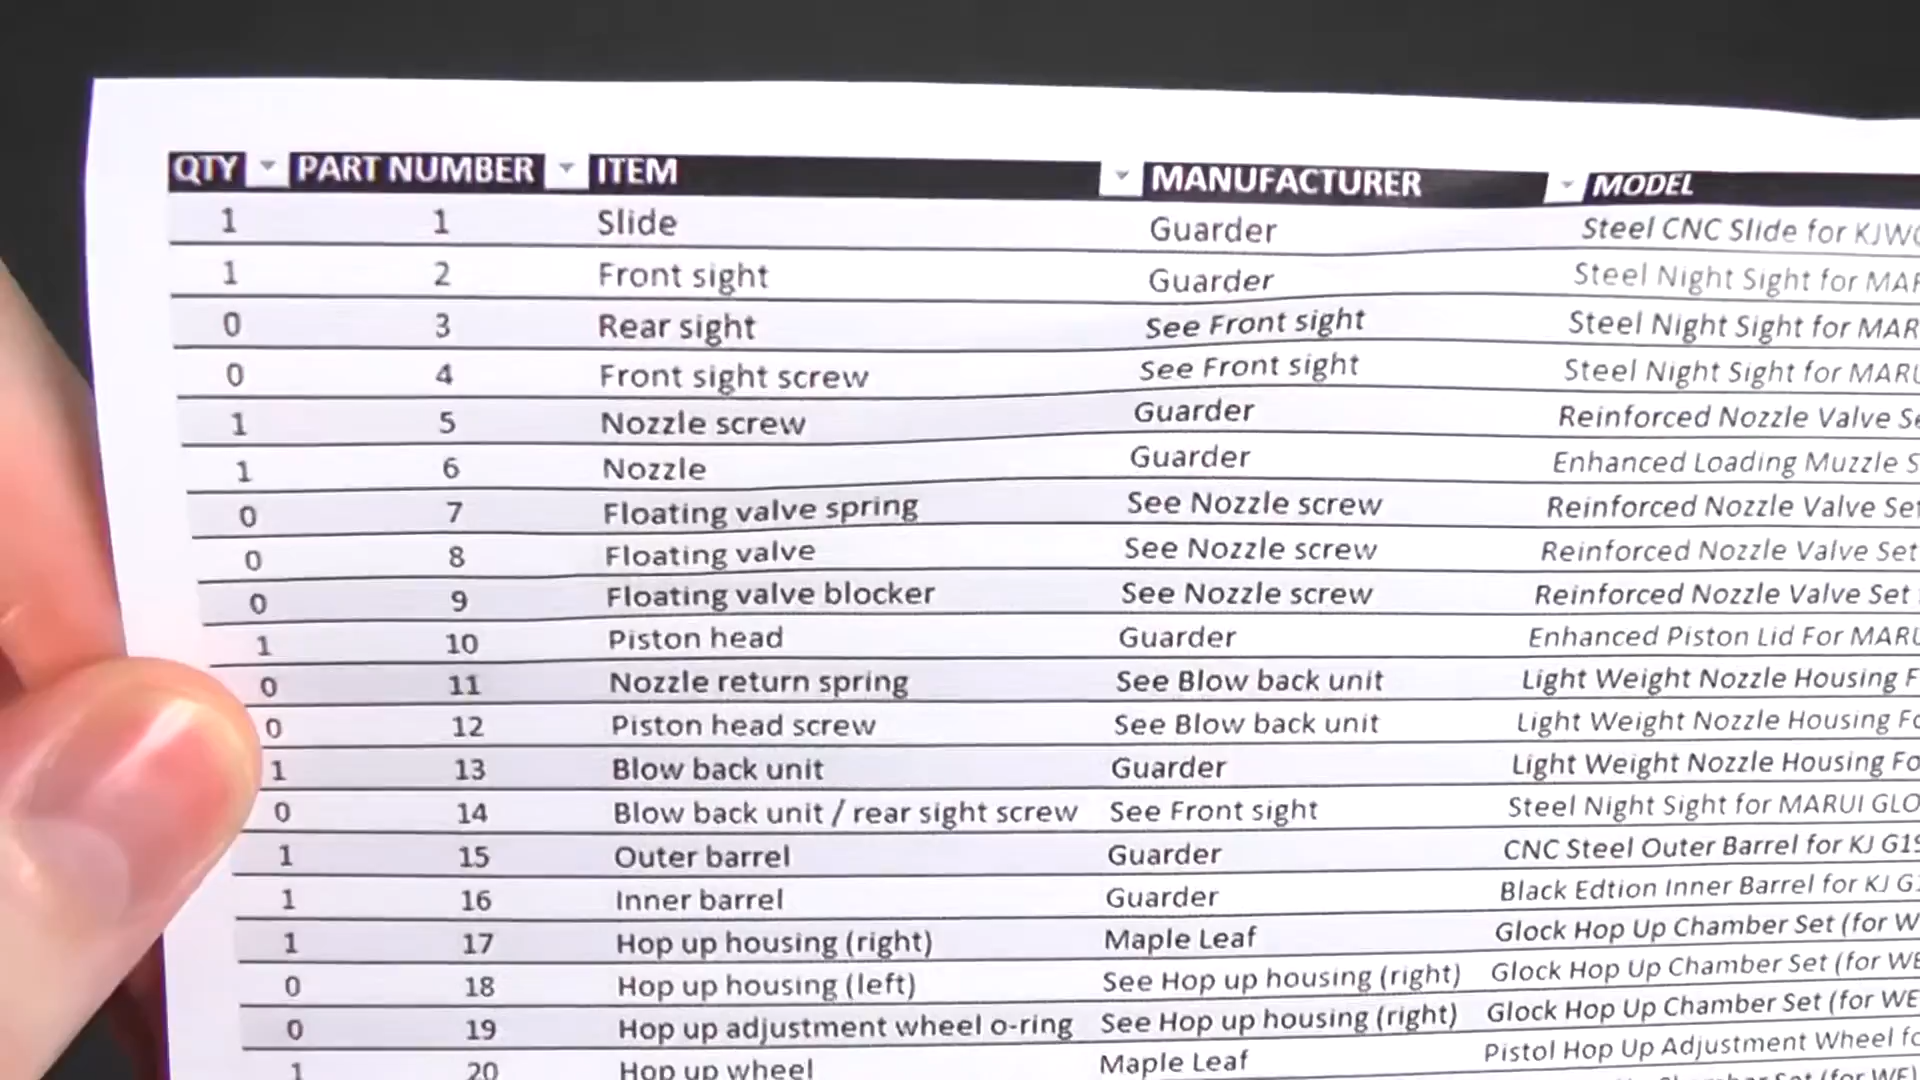 QTY PART NUMBER ITEM MANUFACTURER MODEL
1 1 Slide Guarder Steel CNC Slide for
1 2 Front sight Guarder Steel Night Sight for
0 3 Rear sight See Front sight Steel Night Sight for
0 4 Front sight screw See Front sight Steel Night Sight for
1 5 Nozzle screw Guarder Reinforced Nozzle Valve
1 6 Nozzle Guarder Enhanced Loading Muzzle
0 7 Floating valve spring See Nozzle screw Reinforced Nozzle Valve
0 8 Floating valve See Nozzle screw Reinforced Nozzle Valve Set
0 9 Floating valve blocker See Nozzle screw Reinforced Nozzle Valve Set
1 10 Piston head Guarder Enhanced Piston Lid For
0 11 Nozzle return spring See Blow back unit Light Weight Nozzle Housing
0 12 Piston head screw See Blow back unit Light Weight Nozzle Housing
1 13 Blow back unit Guarder Light Weight Nozzle Housing
0 14 Blow back unit / rear sight screw See Front sight Steel Night Sight for MARUI
1 15 Outer barrel Guarder CNC Steel Outer Barrel for KJ
1 16 Inner barrel Guarder Black Edtion Inner Barrel for KJ
1 17 Hop up housing (right) Maple Leaf Glock Hop Up Chamber Set (for
0 18 Hop up housing (left) See Hop up housing (right) Glock Hop Up Chamber Set (for WE
0 19 Hop up adjustment wheel o-ring See Hop up housing (right) Glock Hop Up Chamber Set (for WE
1 20 Hop up wheel Maple Leaf Pistol Hop Up Adjustment Wheel